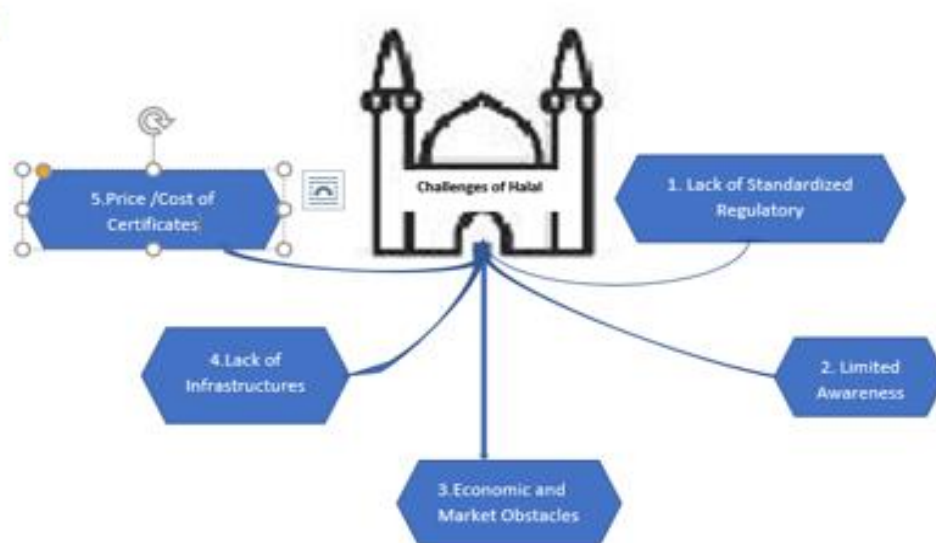 Challenges of Halal
1. Lack of Standardized
Regulatory
2. Limited
Awareness
3.Economic and
Market Obstacles
4.Lack of
Infrastructures
5.Price /Cost of
Certificates